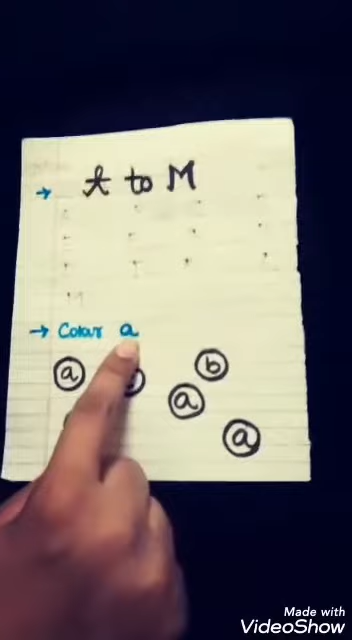 → A to M
→ Colour a
a
b
a
a
Made with
VideoShow